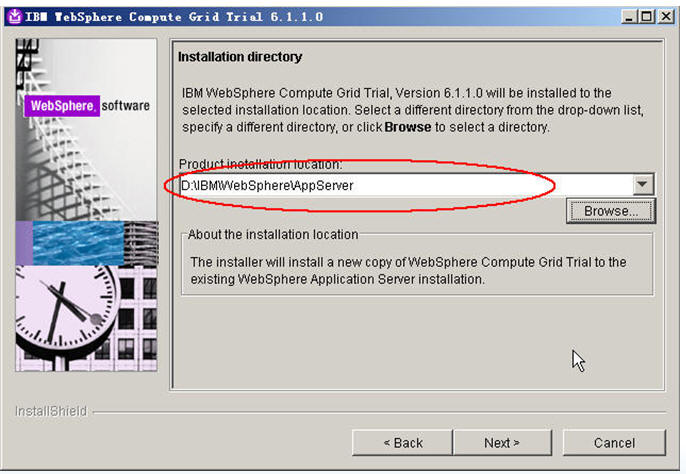 IBM WebSphere Compute Grid Trial 6.1.1.0
WebSphere. software
Installation directory
IBM WebSphere Compute Grid Trial, Version 6.1.1.0 will be installed to the
selected installation location. Select a different directory from the drop-down list,
specify a different directory, or click Browse to select a directory.
Product installation location:
D:\IBM\WebSphere\AppServer
Browse...
About the installation location
The installer will install a new copy of WebSphere Compute Grid Trial to the
existing WebSphere Application Server installation.
InstallShield
< Back
Next >
Cancel